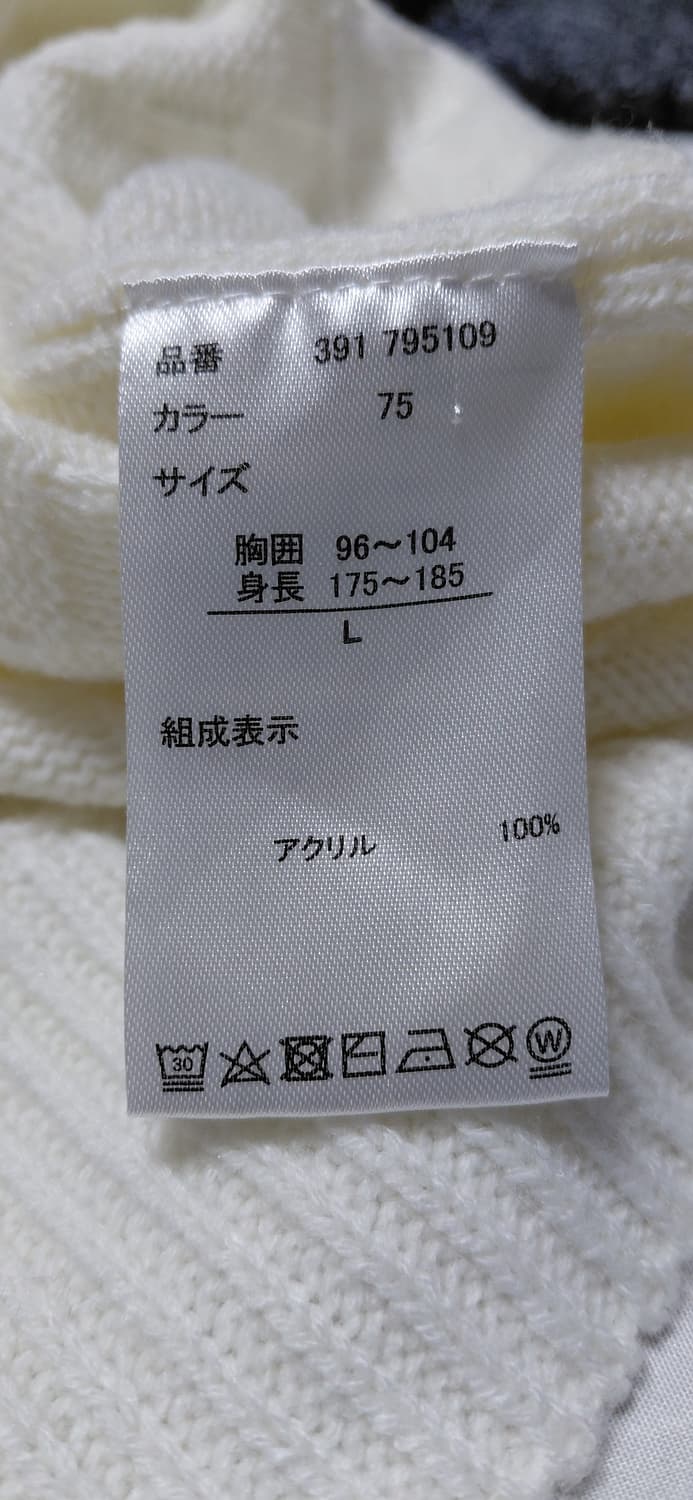 品番 391 795109
カラー 75
サイズ
胸囲 96～104
身長 175～185
L
組成表示
アクリル 100%
30 W